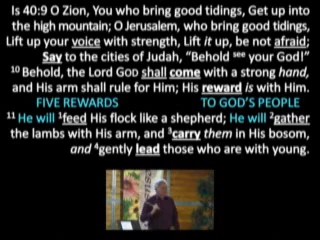 Is 40:9 O Zion, You who bring good tidings, Get up into
the high mountain; O Jerusalem, who bring good tidings,
Lift up your voice with strength, Lift it up, be not afraid;
Say to the cities of Judah, “Behold see your God!”
10 Behold, the Lord GOD shall come with a strong hand,
and His arm shall rule for Him; His reward is with Him.
FIVE REWARDS TO GOD’S PEOPLE
11 He will 1feed His flock like a shepherd; He will 2gather
the lambs with His arm, and 3carry them in His bosom,
and 4gently lead those who are with young.